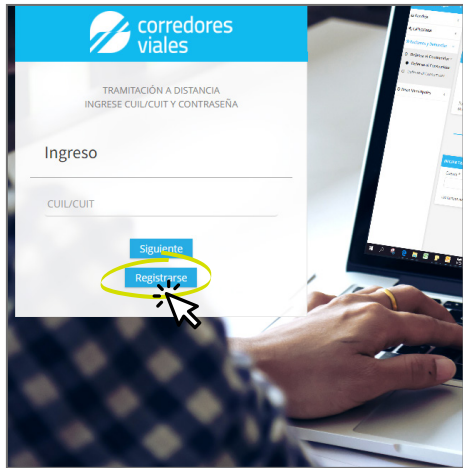 corredores
viales
TRAMITACIÓN A DISTANCIA
INGRESE CUIL/CUIT Y CONTRASEÑA
Ingreso
CUIL/CUIT
Siguiente
Registrarse